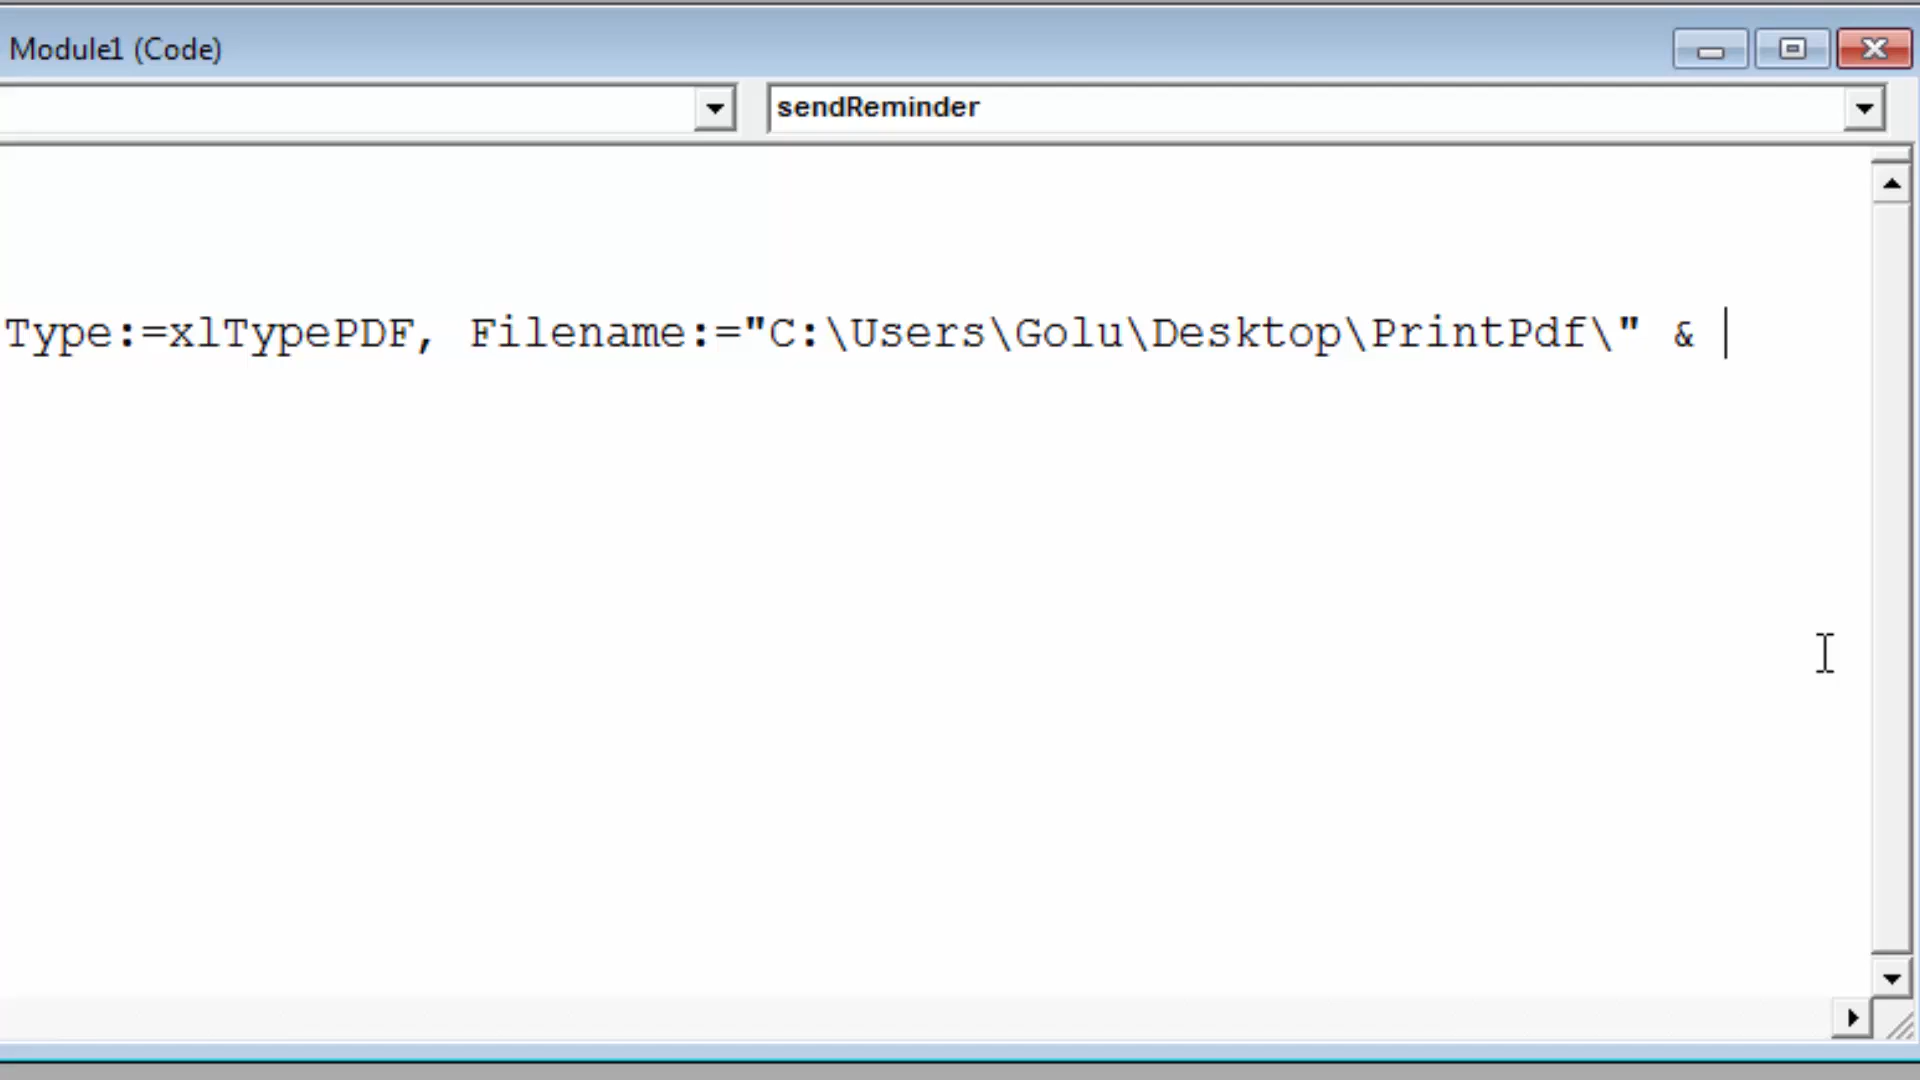 Module1 (Code)
sendReminder
Type:=xlTypePDF, Filename:="C:\Users\Golu\Desktop\PrintPdf\" &